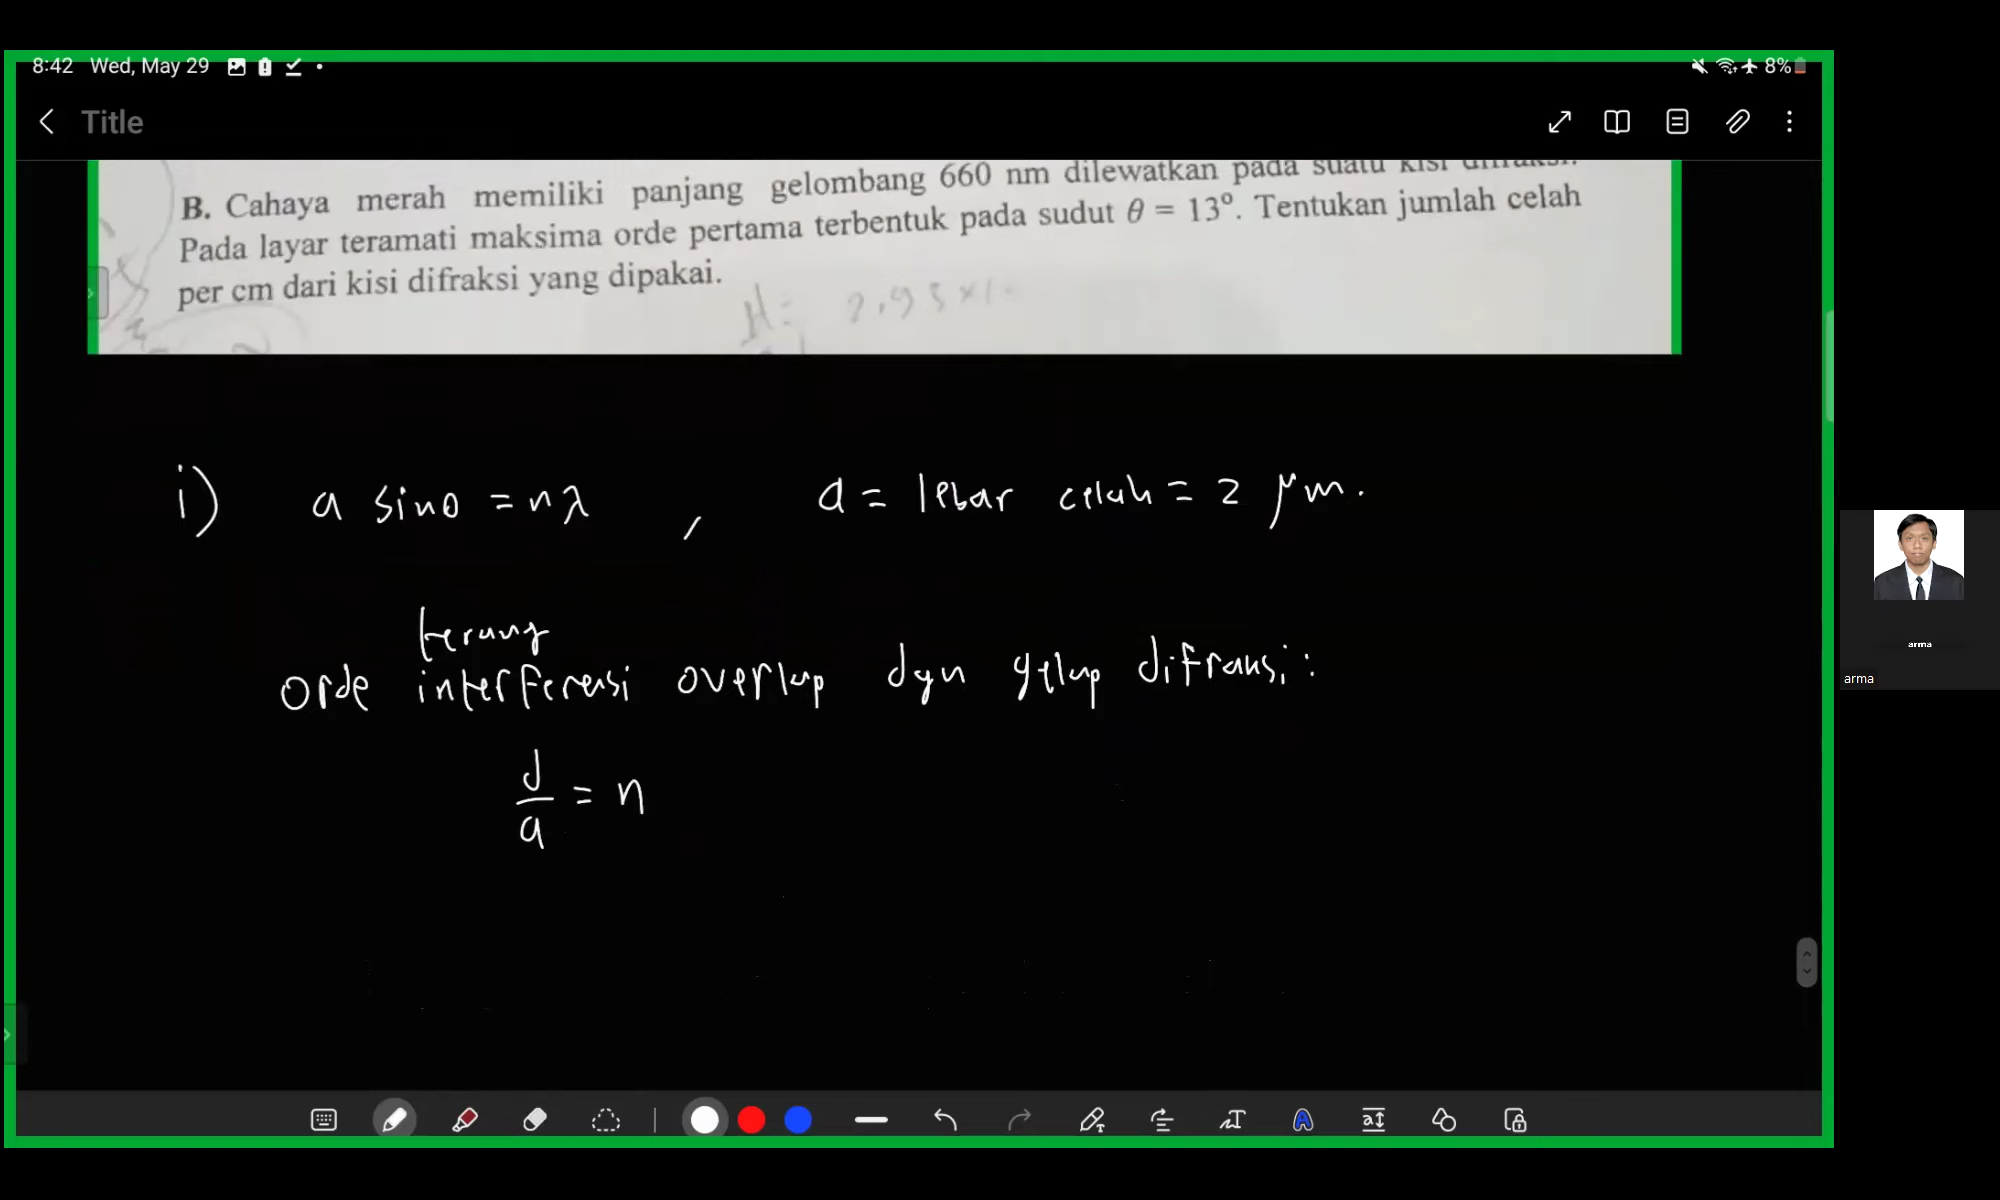 8:42 Wed, May 29
8%
Title
B. Cahaya merah memiliki panjang gelombang 660 nm dilewatkan pada suatu kisi difraksi.
Pada layar teramati maksima orde pertama terbentuk pada sudut θ = 13°. Tentukan jumlah celah
per cm dari kisi difraksi yang dipakai.
i) a sinθ = nλ , a = lebar celah = 2 μm.
terang
orde interferensi overlap dgn gelap difraksi :
d/a = n
arma
arma